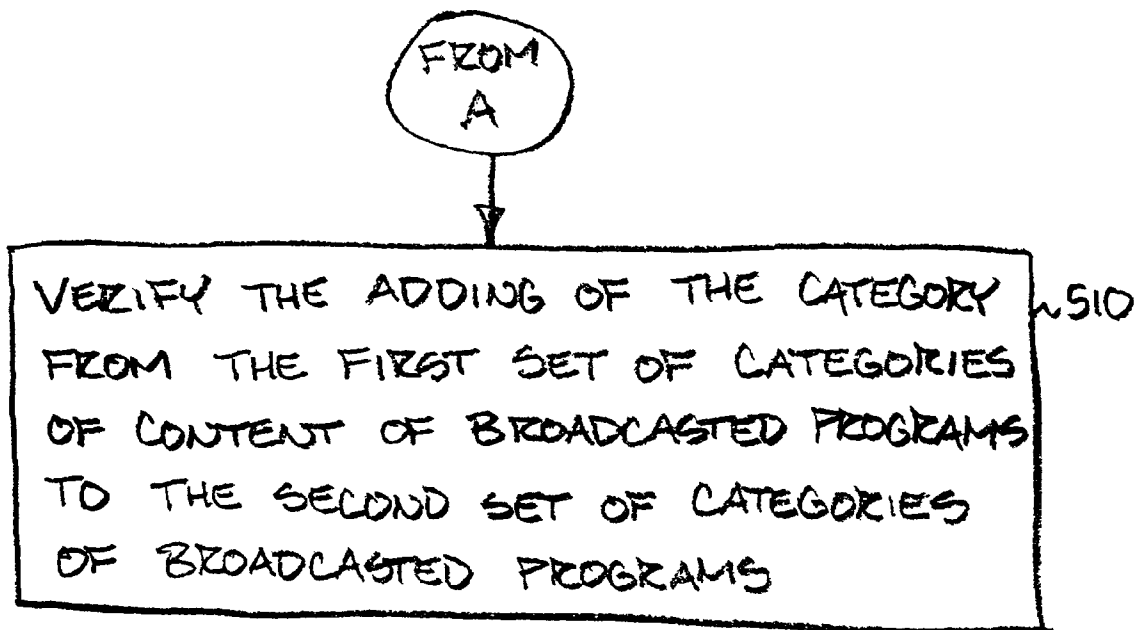 FROM
A
VERIFY THE ADDING OF THE CATEGORY
~510
FROM THE FIRST SET OF CATEGORIES
OF CONTENT OF BROADCASTED PROGRAMS
TO THE SECOND SET OF CATEGORIES
OF BROADCASTED PROGRAMS